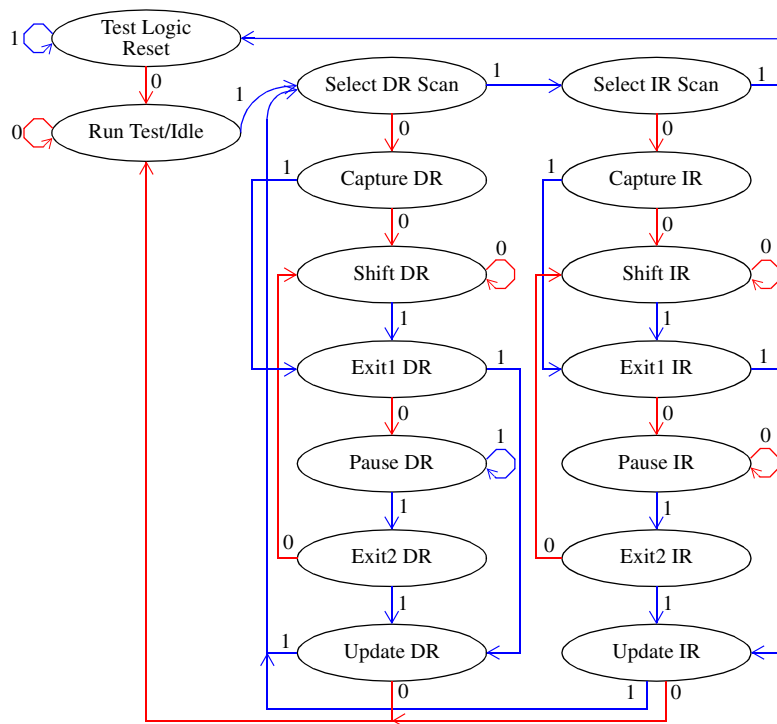 Test Logic
Reset
1
0
Run Test/Idle
0
1
Select DR Scan
1
Select IR Scan
1
0
0
Capture DR
1
Capture IR
1
0
0
Shift DR
0
Shift IR
0
1
1
Exit1 DR
1
Exit1 IR
1
0
0
Pause DR
1
Pause IR
0
1
1
Exit2 DR
0
Exit2 IR
0
1
1
Update DR
1
Update IR
0
1
0